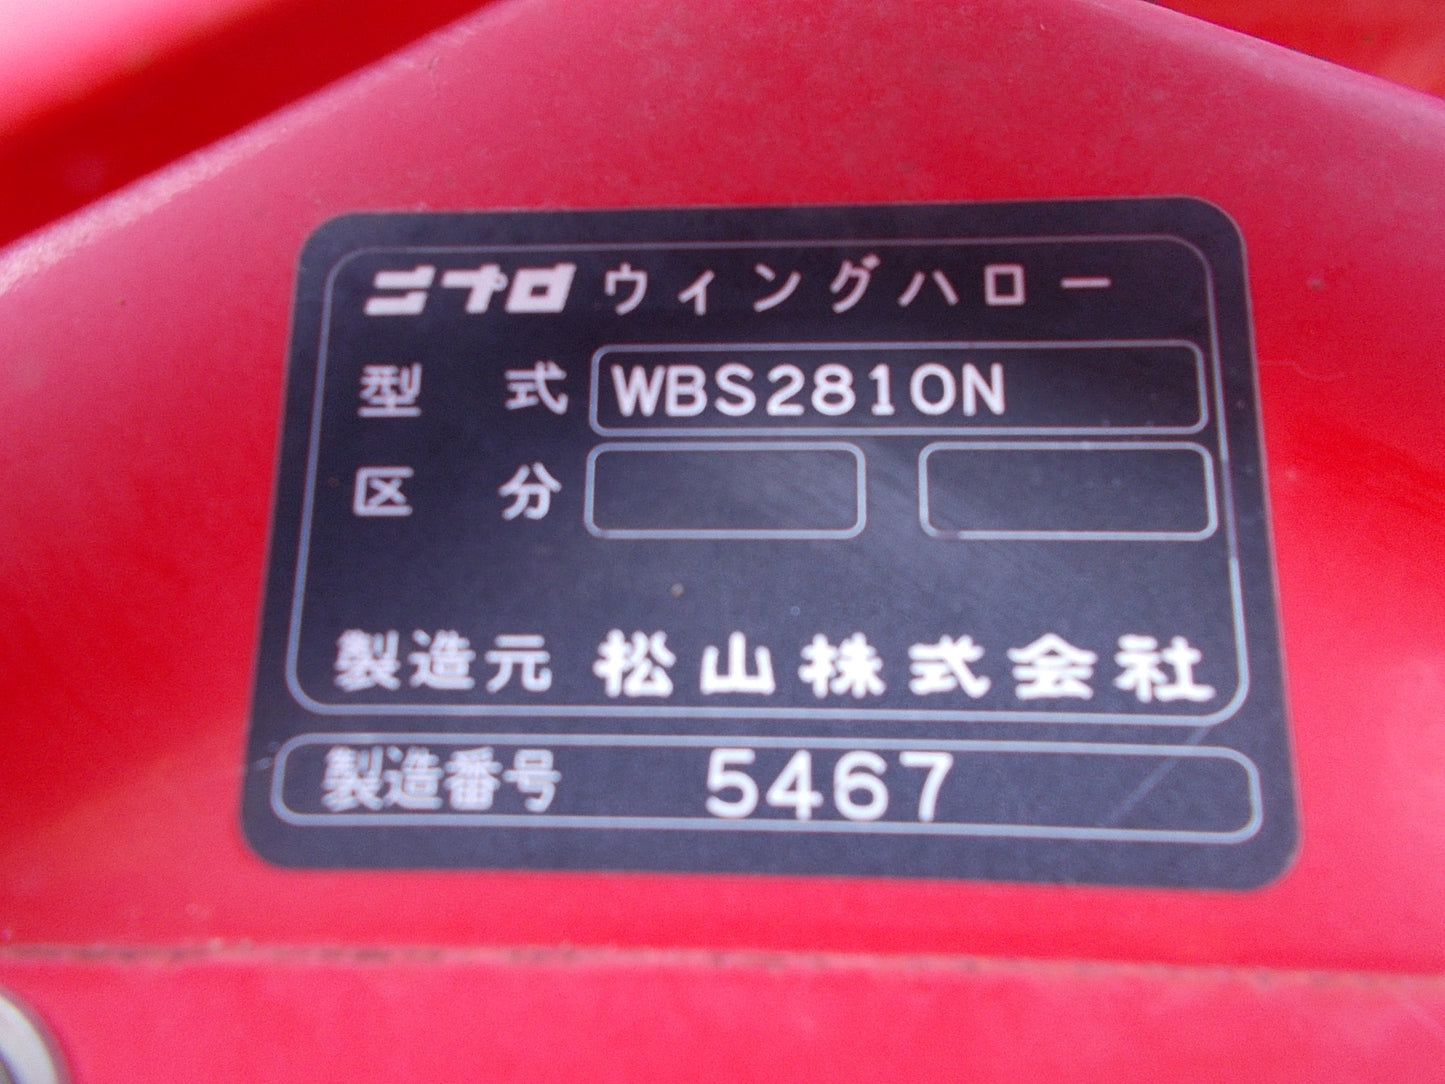 ニプロ ウィングハロー
型式 WBS2810N
区分
製造元 松山株式会社
製造番号 5467